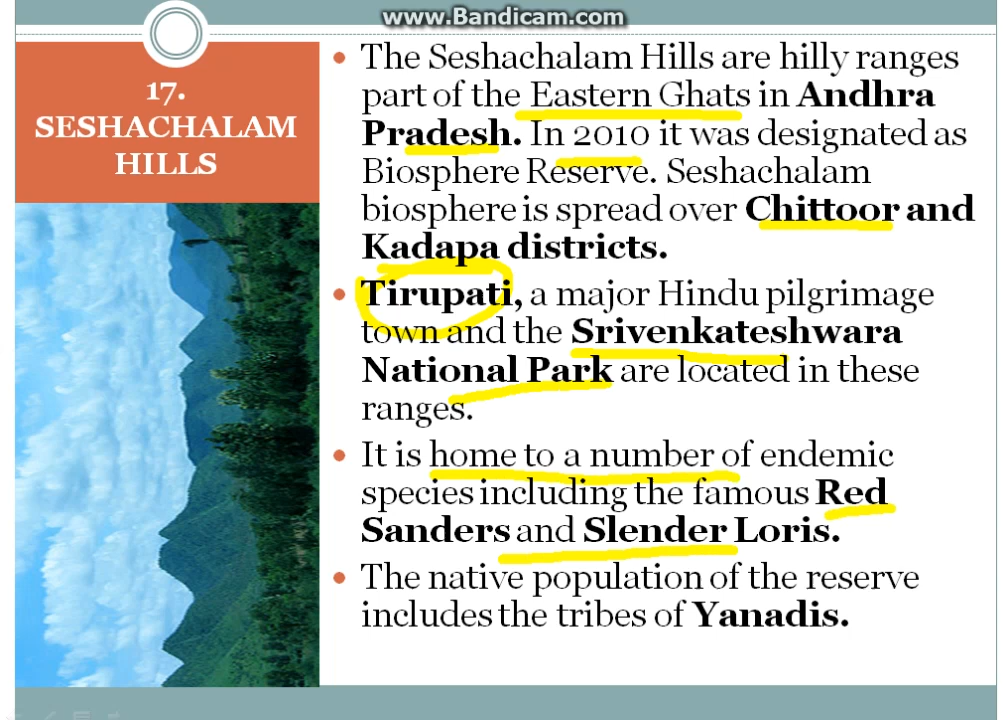 www.Bandicam.com
17.
SESHACHALAM
HILLS
The Seshachalam Hills are hilly ranges
part of the Eastern Ghats in Andhra
Pradesh. In 2010 it was designated as
Biosphere Reserve. Seshachalam
biosphere is spread over Chittoor and
Kadapa districts.
Tirupati, a major Hindu pilgrimage
town and the Srivenkateshwara
National Park are located in these
ranges.
It is home to a number of endemic
species including the famous Red
Sanders and Slender Loris.
The native population of the reserve
includes the tribes of Yanadis.